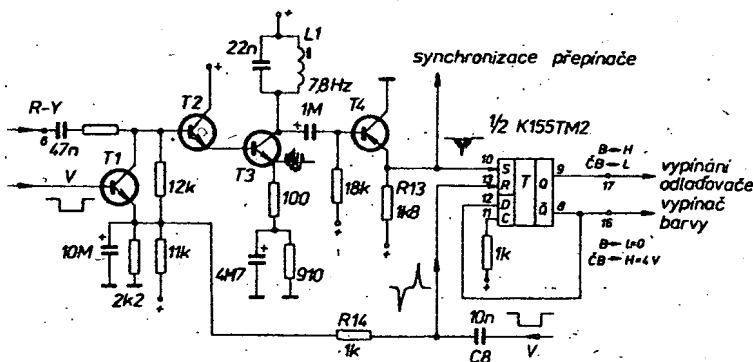 22n
L1
synchronizace přepínače
7,8Hz
R-Y
T2
1M
T4
1/2 K155TM2
6
47n
T1
T3
V
12k
100
18k
R13
1k8
10 S
13 R
12 D
11 C
T
Q 9
Q̄ 8
B→H
ČB→L
17
vypínání
odlaďovače
16
vypínač
barvy
B→L=0
ČB→H=4V
10M
2k2
11k
4M7
910
1k
R14
1k
10n
C8
V